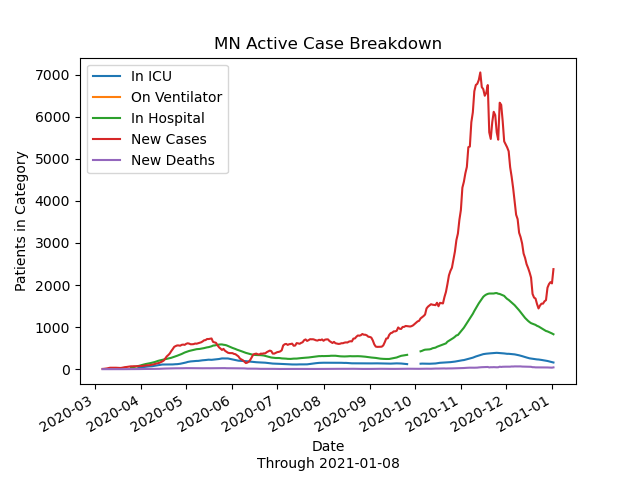 MN Active Case Breakdown
In ICU
On Ventilator
In Hospital
New Cases
New Deaths
Patients in Category
7000
6000
5000
4000
3000
2000
1000
0
2020-03
2020-04
2020-05
2020-06
2020-07
2020-08
2020-09
2020-10
2020-11
2020-12
2021-01
Date
Through 2021-01-08